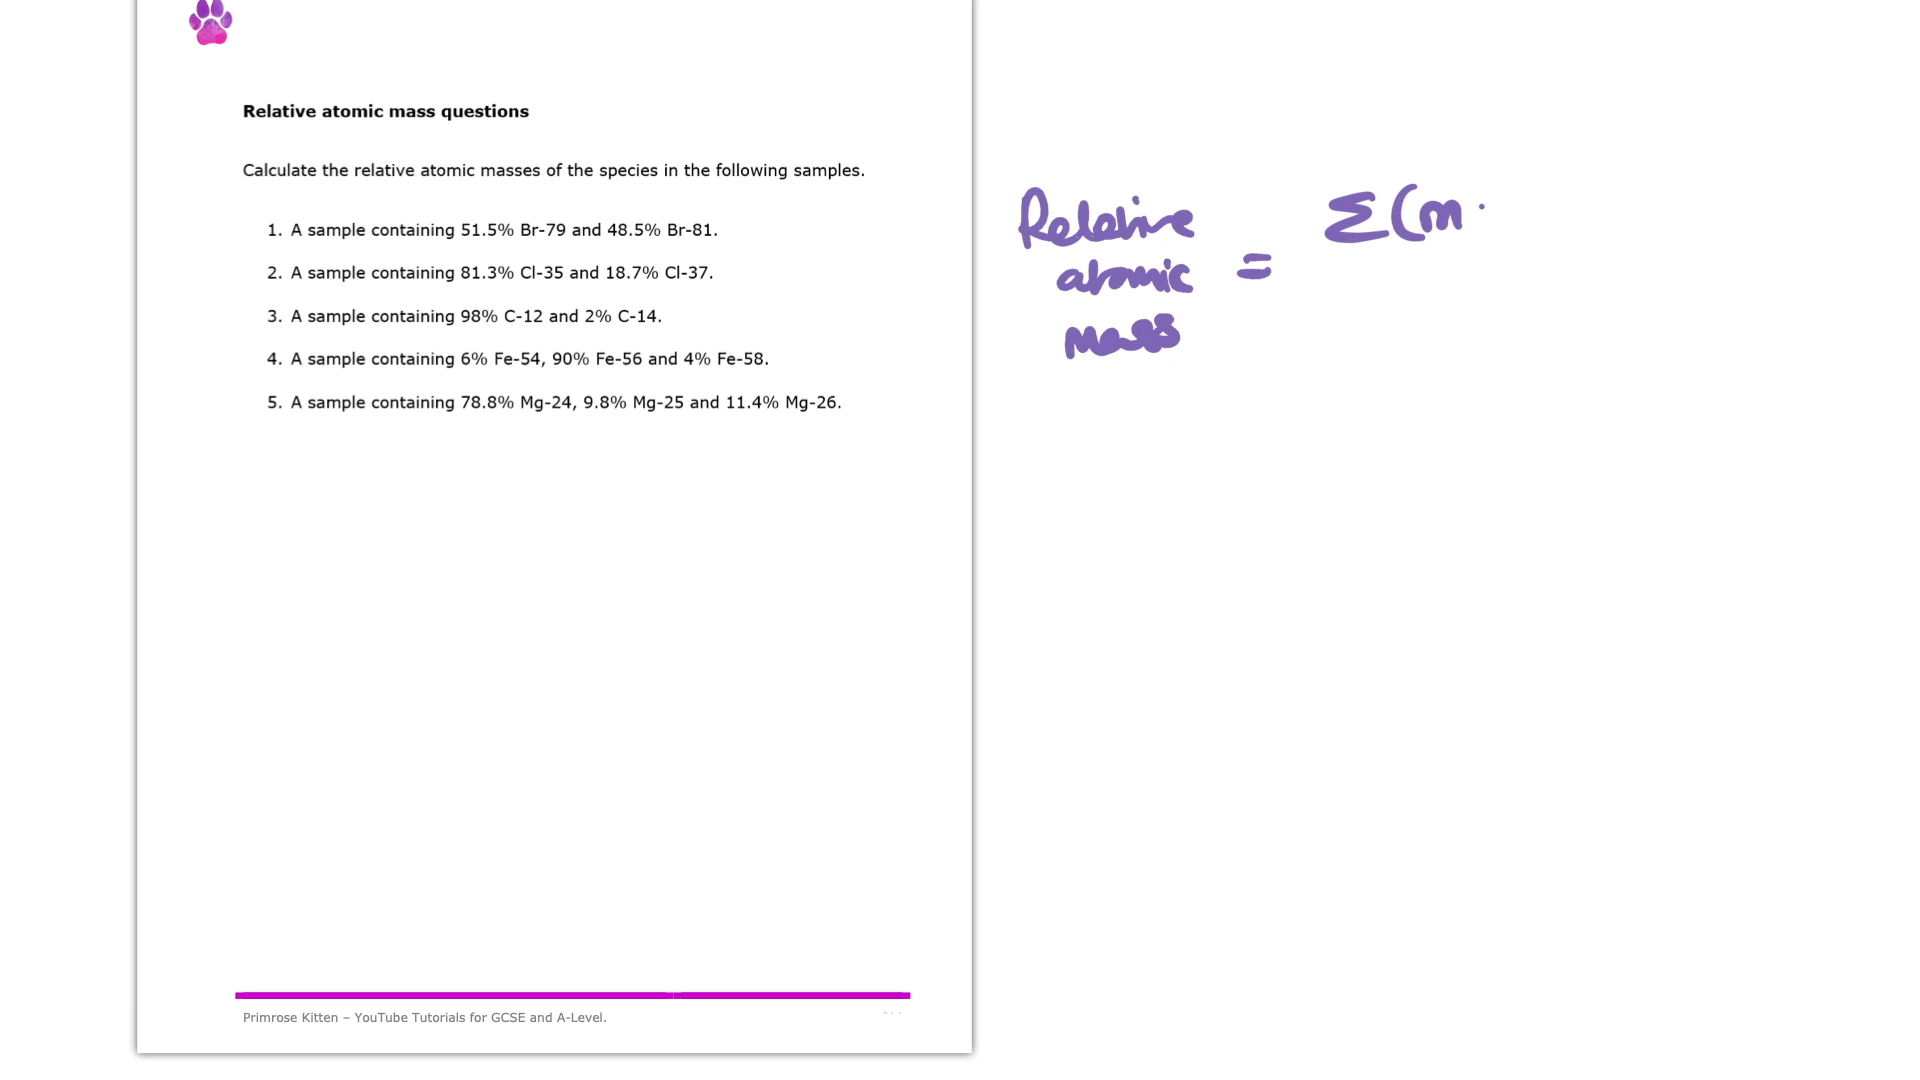 Relative atomic mass questions
Calculate the relative atomic masses of the species in the following samples.
1. A sample containing 51.5% Br-79 and 48.5% Br-81.
2. A sample containing 81.3% Cl-35 and 18.7% Cl-37.
3. A sample containing 98% C-12 and 2% C-14.
4. A sample containing 6% Fe-54, 90% Fe-56 and 4% Fe-58.
5. A sample containing 78.8% Mg-24, 9.8% Mg-25 and 11.4% Mg-26.
Primrose Kitten – YouTube Tutorials for GCSE and A-Level.
Relative
atomic
mass
= Σ(m